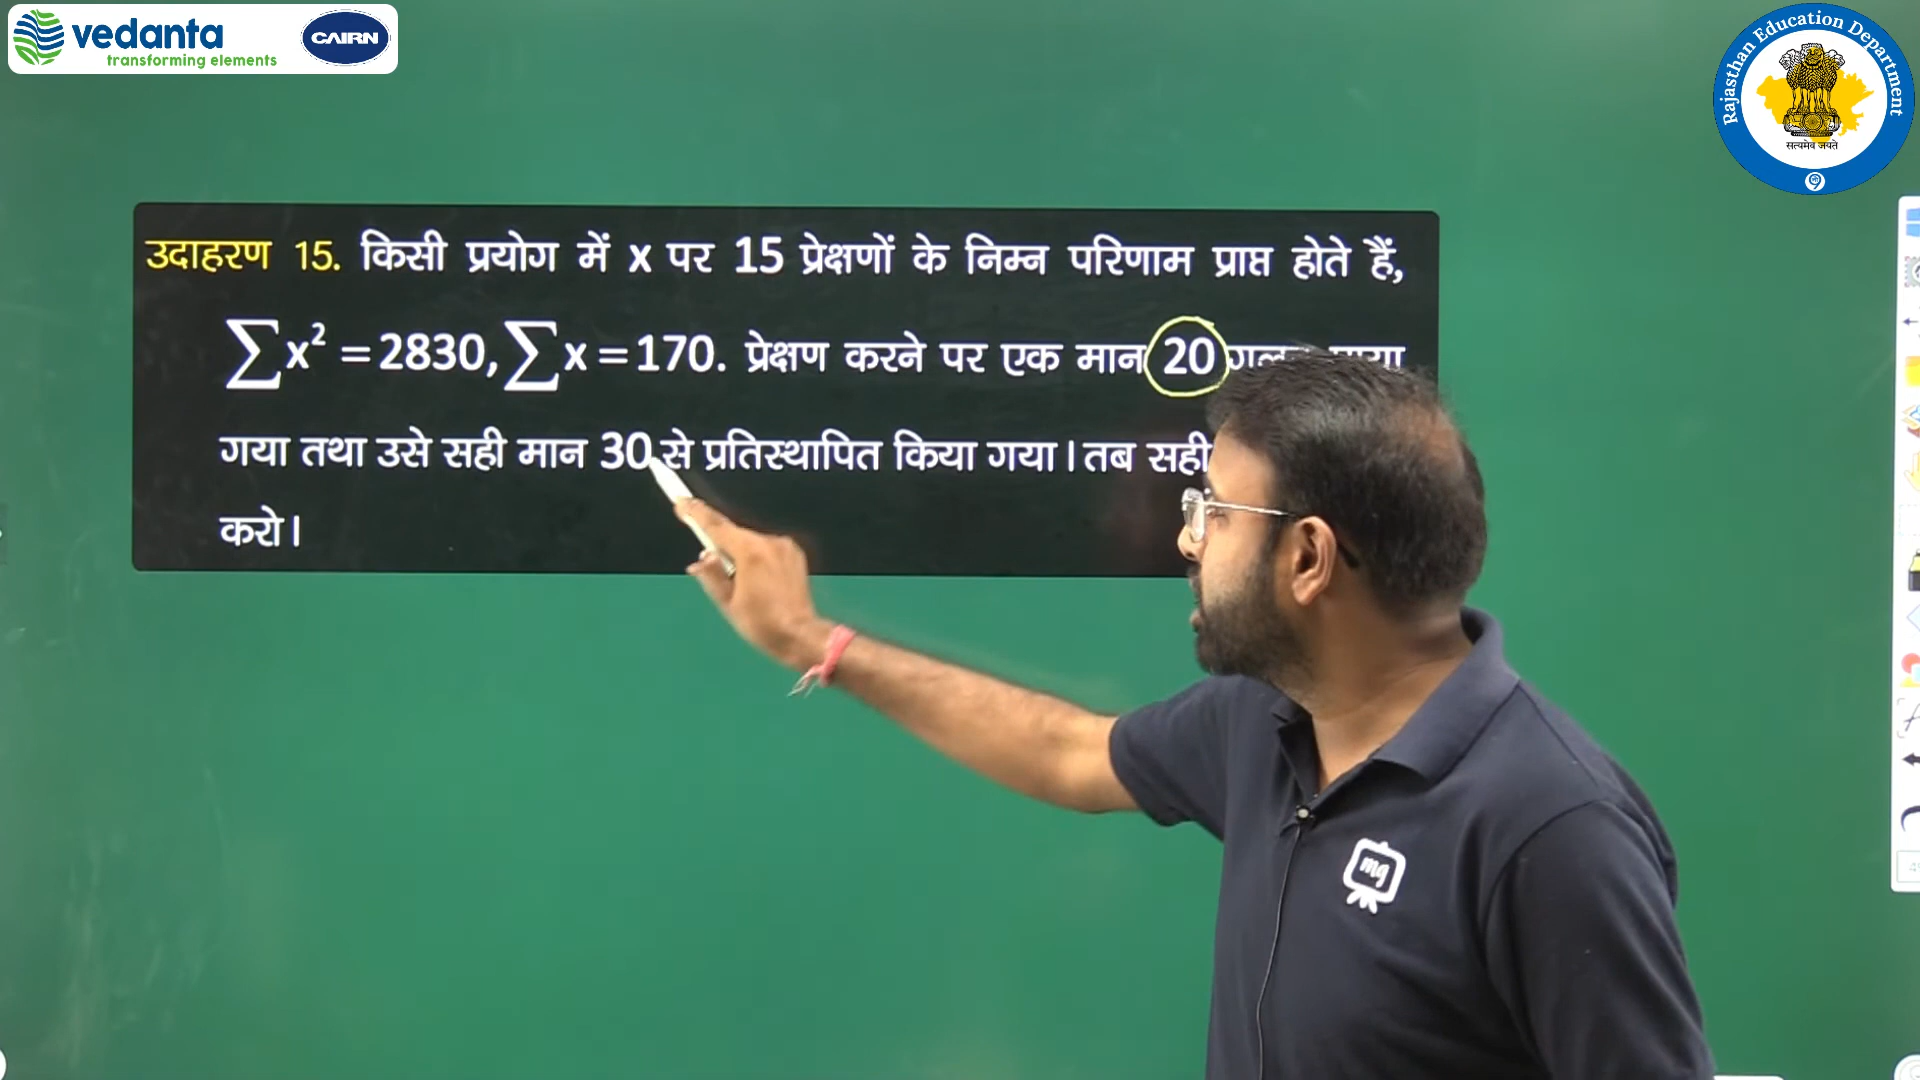 vedanta
transforming elements
CAIRN
Rajasthan Education Department
सत्यमेव जयते
उदाहरण 15. किसी प्रयोग में x पर 15 प्रेक्षणों के निम्न परिणाम प्राप्त होते हैं,
∑x² = 2830, ∑x = 170. प्रेक्षण करने पर एक मान 20
गया तथा उसे सही मान 30 से प्रतिस्थापित किया गया। तब सही
करो।
mg